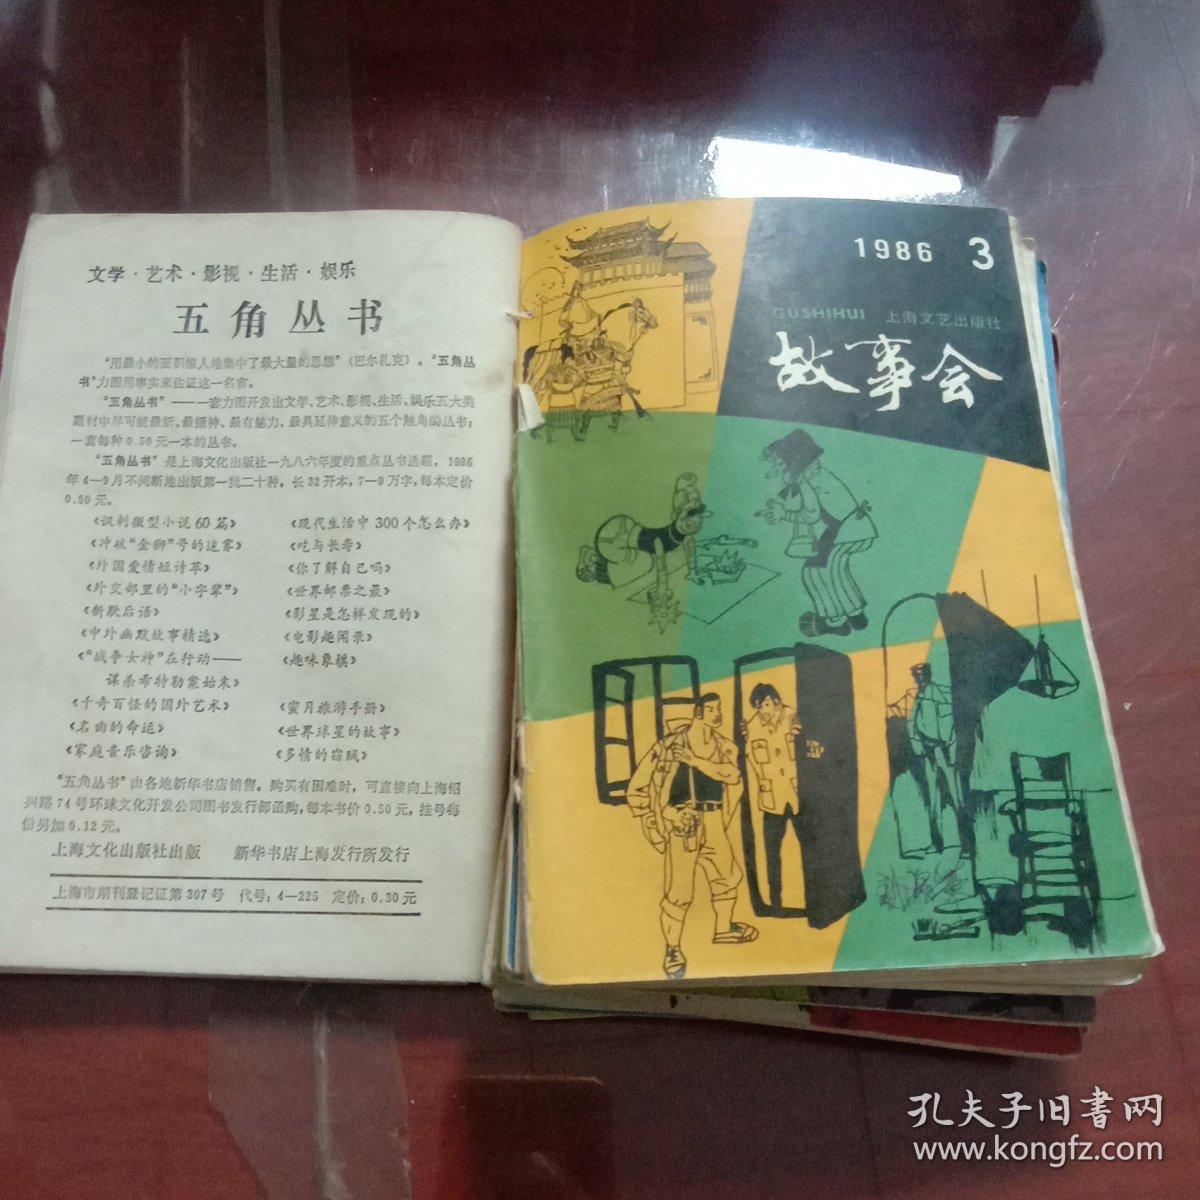 文学·艺术·影视·生活·娱乐
五角丛书
“用最小的面积惊人地集中了最大量的思想”(巴尔扎克)。“五角丛
书”力图用事实来佐证这一名言。
“五角丛书”——一套力图开发出文学、艺术、影视、生活、娱乐五大类
题材中尽可能最新、最摄神、最有魅力、最具延伸意义的五个触角的丛书；
一套每种0.50元一本的丛书。
“五角丛书”是上海文化出版社一九八六年度的重点丛书选题，1986
年4—9月不间断地出版第一批二十种。长32开本，7—9万字，每本定价
0.50元。
《讽刺微型小说60篇》 《现代生活中300个怎么办》
《冲破“金狮”号的迷雾》 《吃与长寿》
《外国爱情短诗萃》 《你了解自己吗》
《外交部里的“小字辈”》 《世界邮票之最》
《新歇后语》 《影星是怎样发现的》
《中外幽默故事精选》 《电影趣闻录》
《“战争女神”在行动—— 《趣味象棋》
谋杀希特勒案始末》
《千奇百怪的国外艺术》 《蜜月旅游手册》
《名曲的命运》 《世界球星的故事》
《家庭音乐咨询》 《多情的窃贼》
“五角丛书”由各地新华书店销售。购买有困难时，可直接向上海绍
兴路74号环球文化开发公司图书发行部函购，每本书价0.50元，挂号每
份另加0.12元。
上海文化出版社出版 新华书店上海发行所发行
上海市期刊登记证第307号 代号：4—225 定价：0.30元
1986 3
GUSHIHUI 上海文艺出版社
故事会
孔夫子旧书网
www.kongfz.com